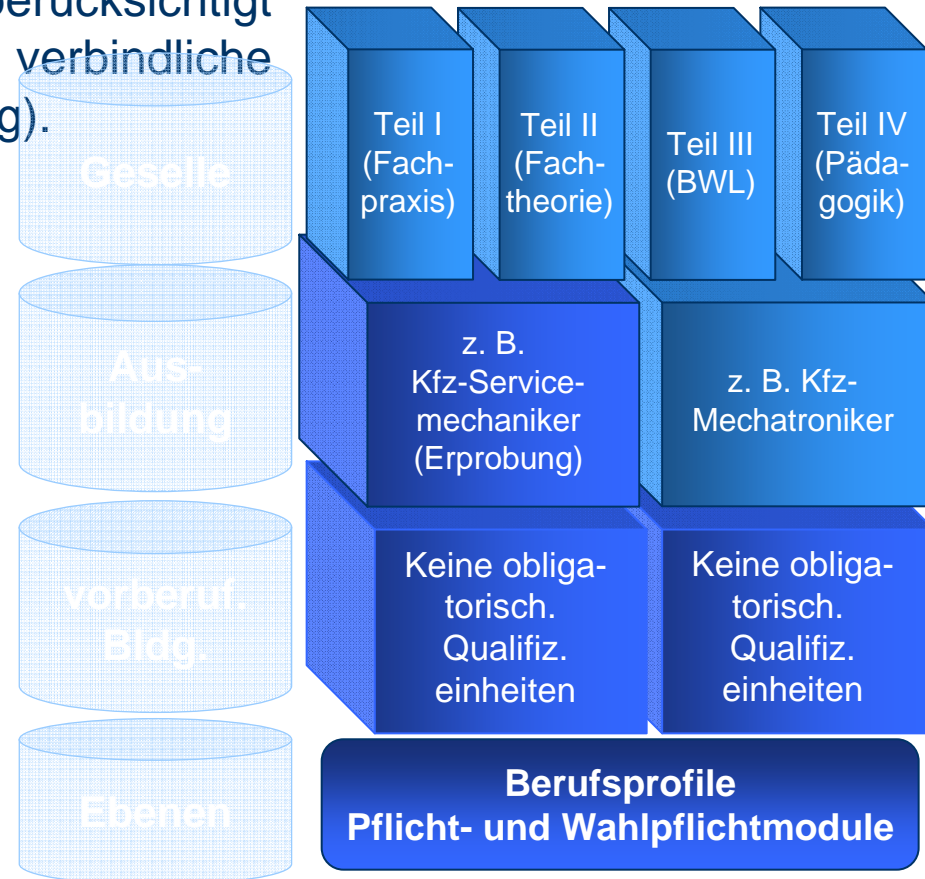 berücksichtigt
verbindliche
g).
Geselle
Teil I
(Fach-
praxis)
Teil II
(Fach-
theorie)
Teil III
(BWL)
Teil IV
(Päda-
gogik)
Aus-
bildung
z. B.
Kfz-Service-
mechaniker
(Erprobung)
z. B. Kfz-
Mechatroniker
vorberuf.
Bldg.
Keine obliga-
torisch.
Qualifiz.
einheiten
Keine obliga-
torisch.
Qualifiz.
einheiten
Ebenen
Berufsprofile
Pflicht- und Wahlpflichtmodule